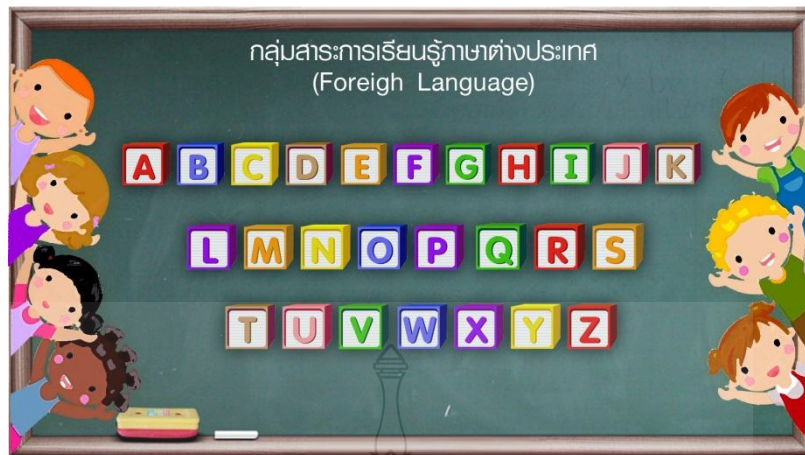 กลุ่มสาระการเรียนรู้ภาษาต่างประเทศ
(Foreigh Language)
A B C D E F G H I J K
L M N O P Q R S
T U V W X Y Z